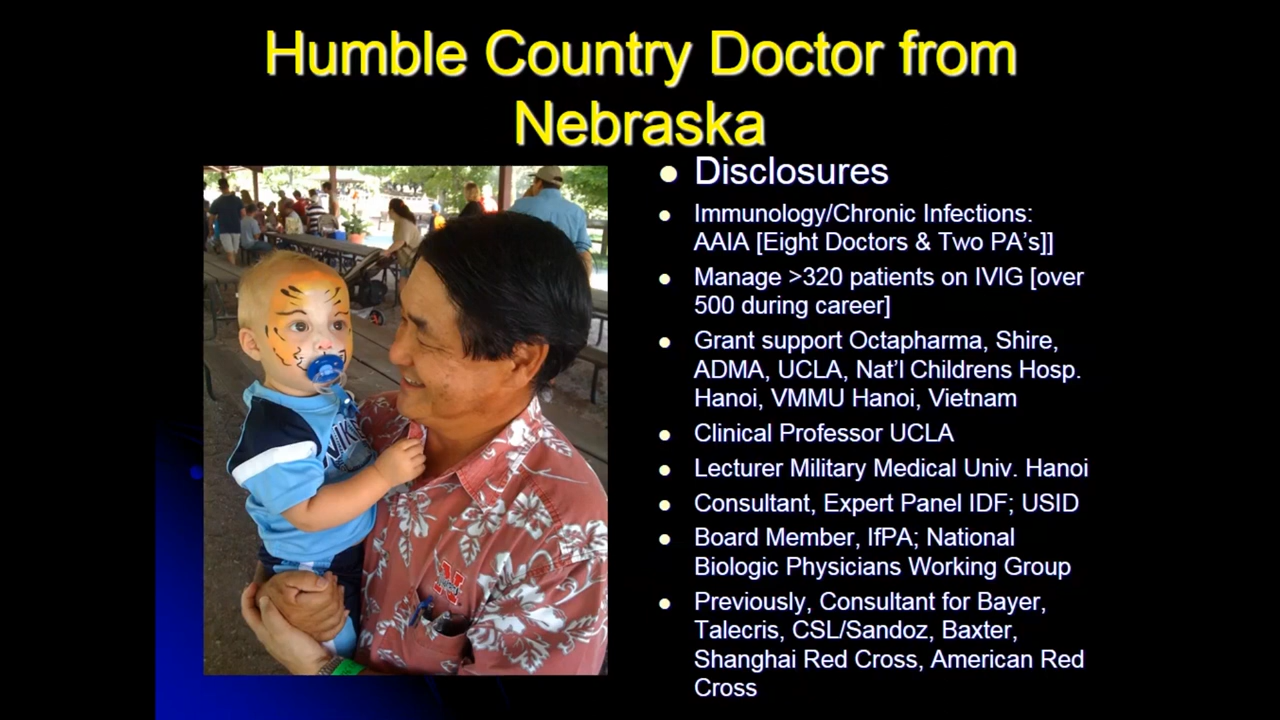 Humble Country Doctor from
Nebraska
Disclosures
Immunology/Chronic Infections:
AAIA [Eight Doctors & Two PA's]]
Manage >320 patients on IVIG [over
500 during career]
Grant support Octapharma, Shire,
ADMA, UCLA, Nat'l Childrens Hosp.
Hanoi, VMMU Hanoi, Vietnam
Clinical Professor UCLA
Lecturer Military Medical Univ. Hanoi
Consultant, Expert Panel IDF; USID
Board Member, IfPA; National
Biologic Physicians Working Group
Previously, Consultant for Bayer,
Talecris, CSL/Sandoz, Baxter,
Shanghai Red Cross, American Red
Cross